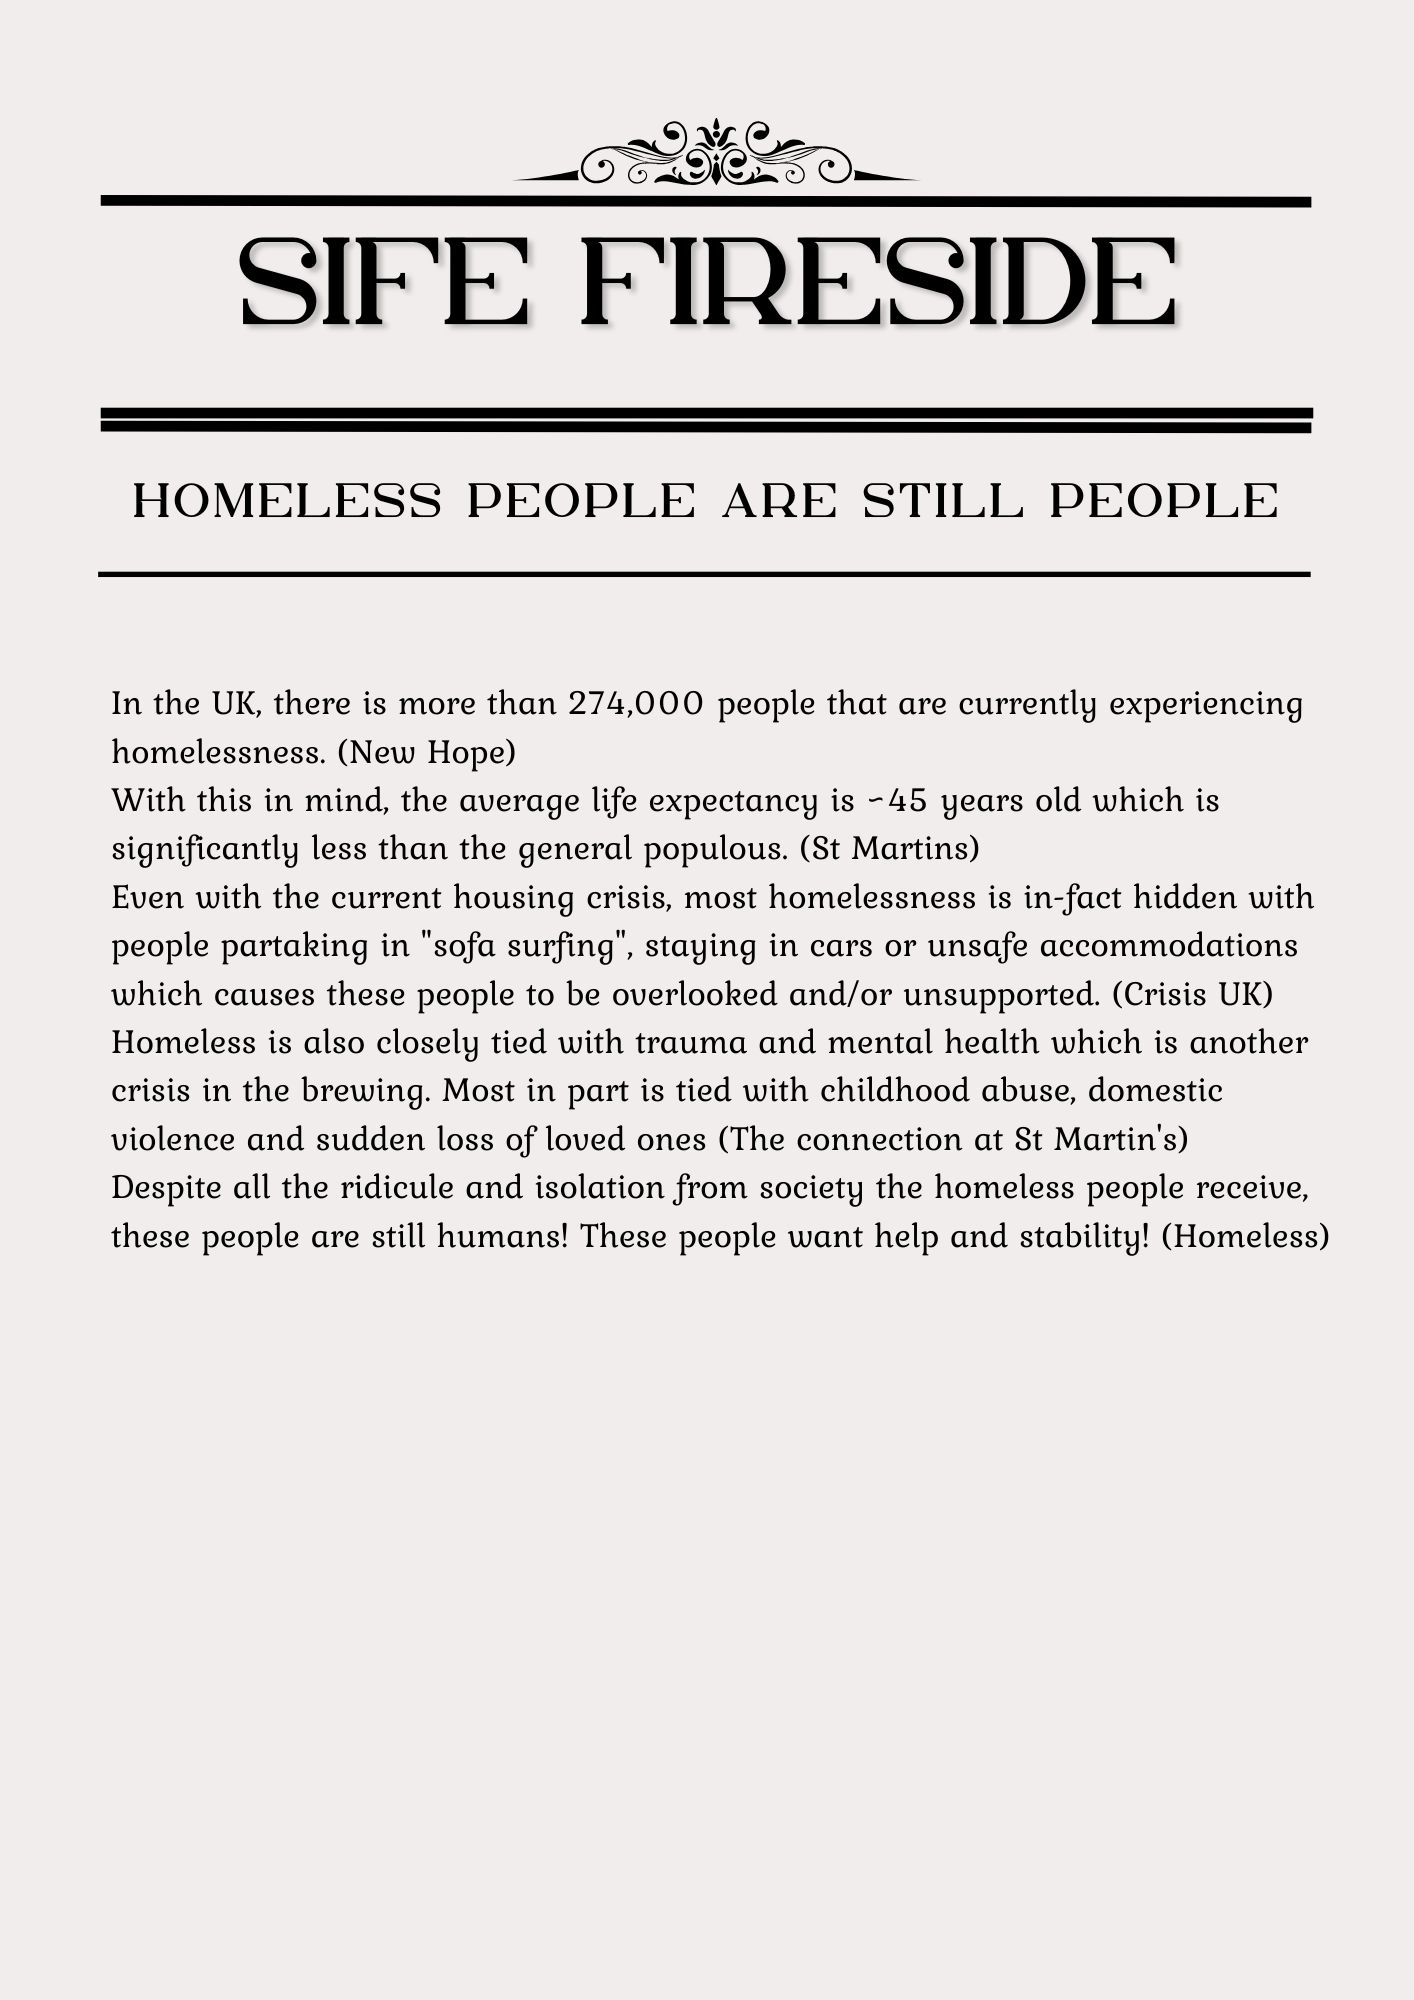 SIFE FIRESIDE
HOMELESS PEOPLE ARE STILL PEOPLE
In the UK, there is more than 274,000 people that are currently experiencing
homelessness. (New Hope)
With this in mind, the average life expectancy is ~45 years old which is
significantly less than the general populous. (St Martins)
Even with the current housing crisis, most homelessness is in-fact hidden with
people partaking in "sofa surfing", staying in cars or unsafe accommodations
which causes these people to be overlooked and/or unsupported. (Crisis UK)
Homeless is also closely tied with trauma and mental health which is another
crisis in the brewing. Most in part is tied with childhood abuse, domestic
violence and sudden loss of loved ones (The connection at St Martin's)
Despite all the ridicule and isolation from society the homeless people receive,
these people are still humans! These people want help and stability! (Homeless)